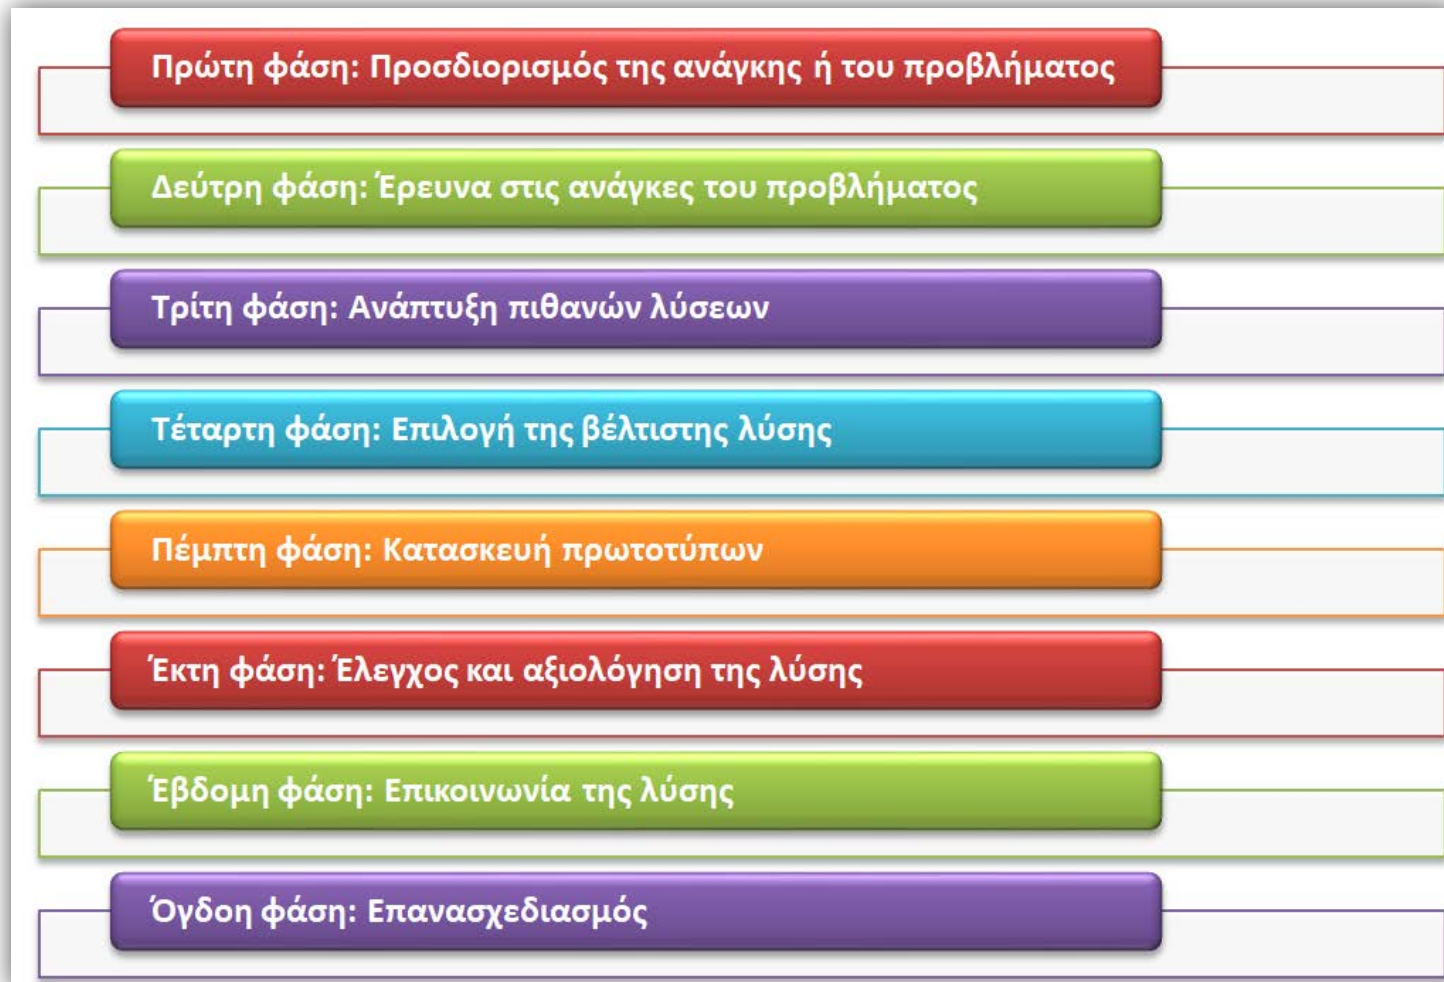 Πρώτη φάση: Προσδιορισμός της ανάγκης ή του προβλήματος
Δεύτρη φάση: Έρευνα στις ανάγκες του προβλήματος
Τρίτη φάση: Ανάπτυξη πιθανών λύσεων
Τέταρτη φάση: Επιλογή της βέλτιστης λύσης
Πέμπτη φάση: Κατασκευή πρωτοτύπων
Έκτη φάση: Έλεγχος και αξιολόγηση της λύσης
Έβδομη φάση: Επικοινωνία της λύσης
Όγδοη φάση: Επανασχεδιασμός